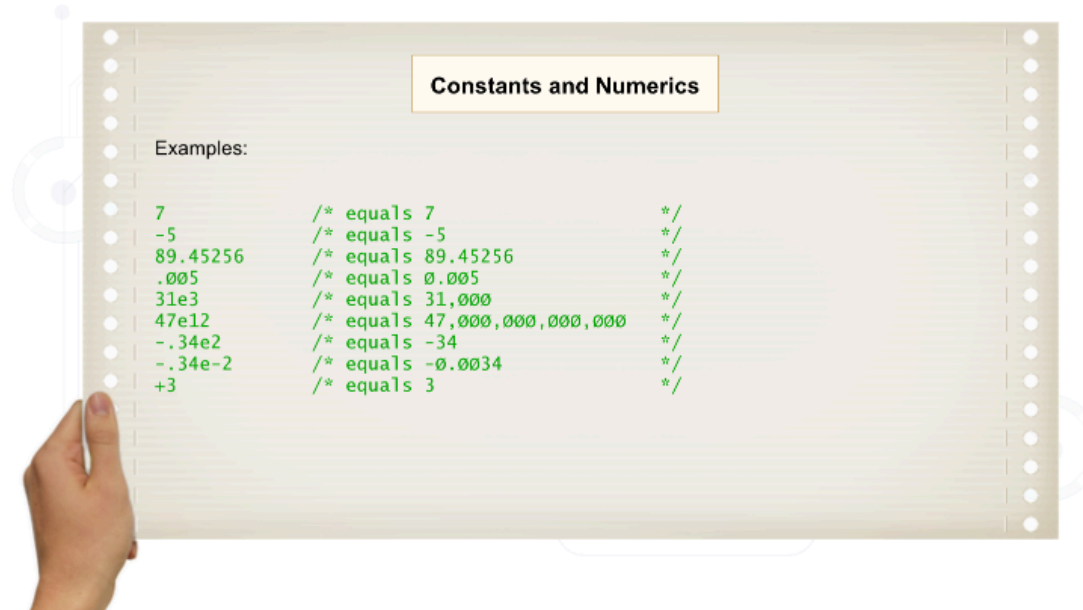 Constants and Numerics
Examples:
7 /* equals 7 */
-5 /* equals -5 */
89.45256 /* equals 89.45256 */
.ØØ5 /* equals Ø.ØØ5 */
31e3 /* equals 31,ØØØ */
47e12 /* equals 47,ØØØ,ØØØ,ØØØ,ØØØ */
-.34e2 /* equals -34 */
-.34e-2 /* equals -Ø.ØØ34 */
+3 /* equals 3 */